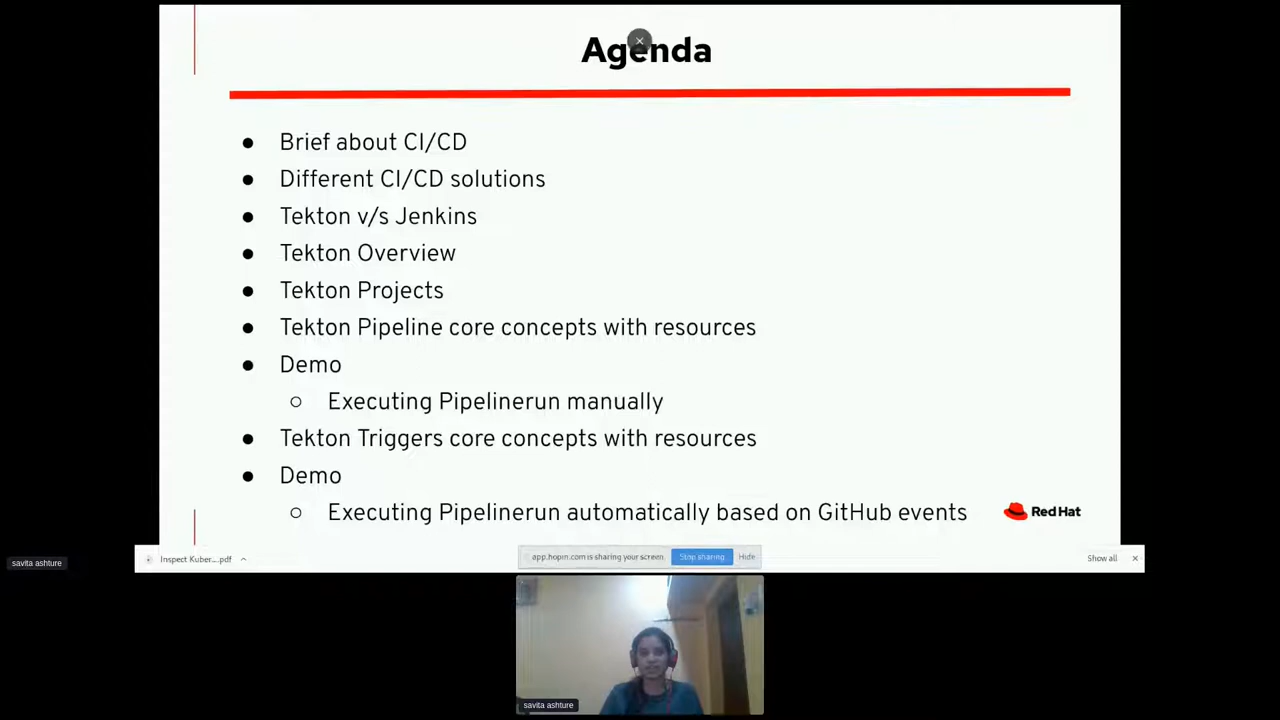 Agenda
● Brief about CI/CD
● Different CI/CD solutions
● Tekton v/s Jenkins
● Tekton Overview
● Tekton Projects
● Tekton Pipeline core concepts with resources
● Demo
○ Executing Pipelinerun manually
● Tekton Triggers core concepts with resources
● Demo
○ Executing Pipelinerun automatically based on GitHub events
Red Hat
savita ashture
Inspect Kuber....pdf
app.hopin.com is sharing your screen
Stop sharing
Hide
Show all
savita ashture